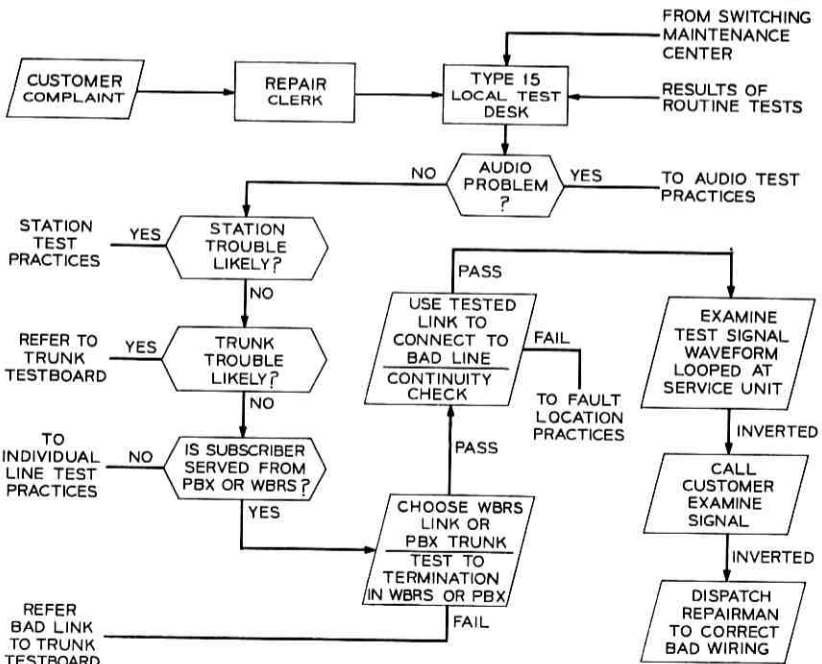 FROM SWITCHING
MAINTENANCE
CENTER
CUSTOMER
COMPLAINT
REPAIR
CLERK
TYPE 15
LOCAL TEST
DESK
RESULTS OF
ROUTINE TESTS
AUDIO
PROBLEM
?
NO
YES
TO AUDIO TEST
PRACTICES
STATION
TEST
PRACTICES
YES
STATION
TROUBLE
LIKELY?
NO
REFER TO
TRUNK
TESTBOARD
YES
TRUNK
TROUBLE
LIKELY?
NO
TO
INDIVIDUAL
LINE TEST
PRACTICES
NO
IS SUBSCRIBER
SERVED FROM
PBX OR WBRS?
YES
CHOOSE WBRS
LINK OR
PBX TRUNK
TEST TO
TERMINATION
IN WBRS OR PBX
FAIL
REFER
BAD LINK
TO TRUNK
TESTBOARD
PASS
USE TESTED
LINK TO
CONNECT TO
BAD LINE
CONTINUITY
CHECK
FAIL
TO FAULT
LOCATION
PRACTICES
PASS
EXAMINE
TEST SIGNAL
WAVEFORM
LOOPED AT
SERVICE UNIT
INVERTED
CALL
CUSTOMER
EXAMINE
SIGNAL
INVERTED
DISPATCH
REPAIRMAN
TO CORRECT
BAD WIRING